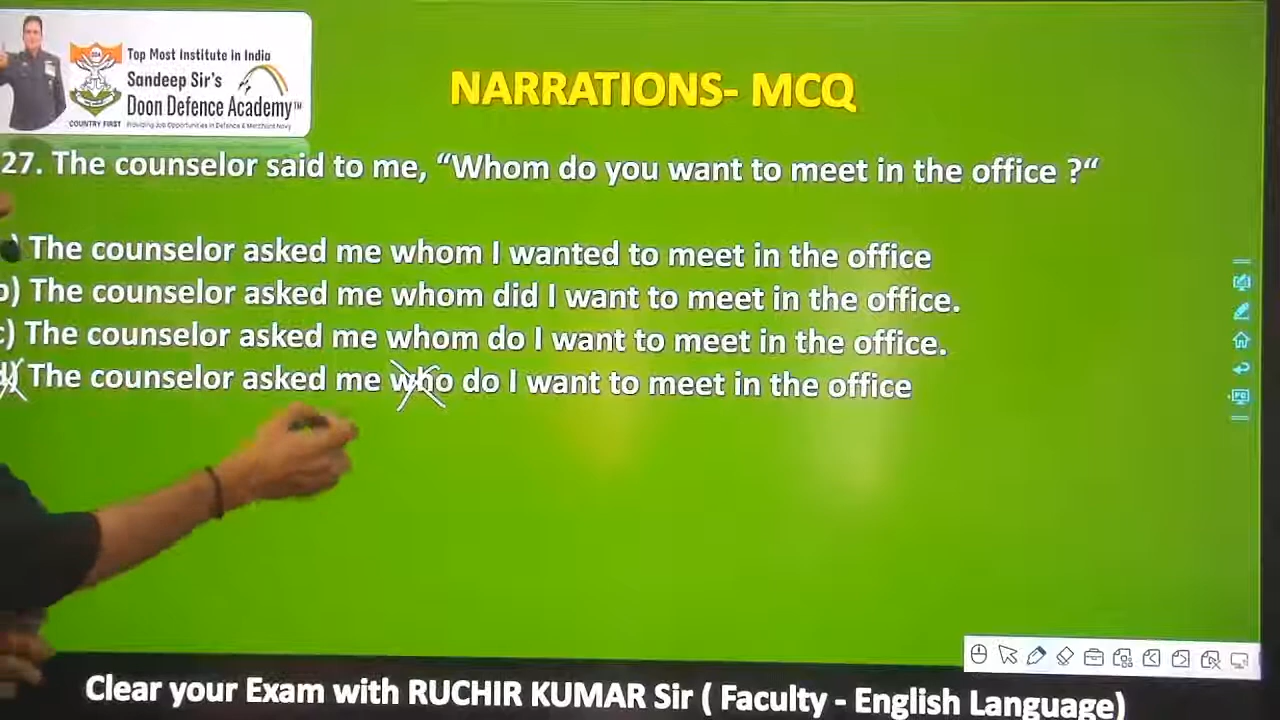 Top Most Institute in India
Sandeep Sir's
Doon Defence Academy™
COUNTRY FIRST Providing Job Opportunities in Defence & Merchant Navy
NARRATIONS- MCQ
27. The counselor said to me, “Whom do you want to meet in the office ?“
) The counselor asked me whom I wanted to meet in the office
b) The counselor asked me whom did I want to meet in the office.
c) The counselor asked me whom do I want to meet in the office.
d) The counselor asked me who do I want to meet in the office
Clear your Exam with RUCHIR KUMAR Sir ( Faculty - English Language)